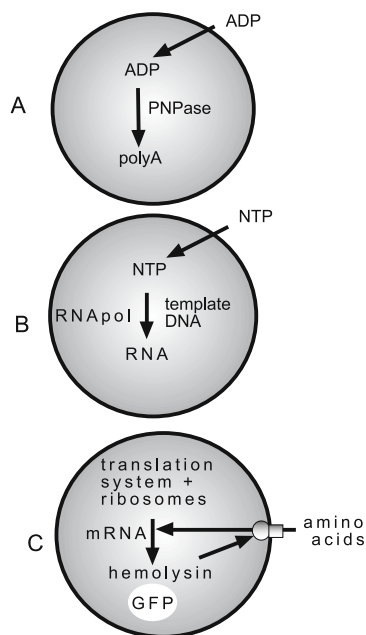 ADP
ADP
A
PNPase
polyA
NTP
NTP
template
RNApol
DNA
B
RNA
translation
system +
ribosomes
amino
mRNA
acids
C
hemolysin
GFP